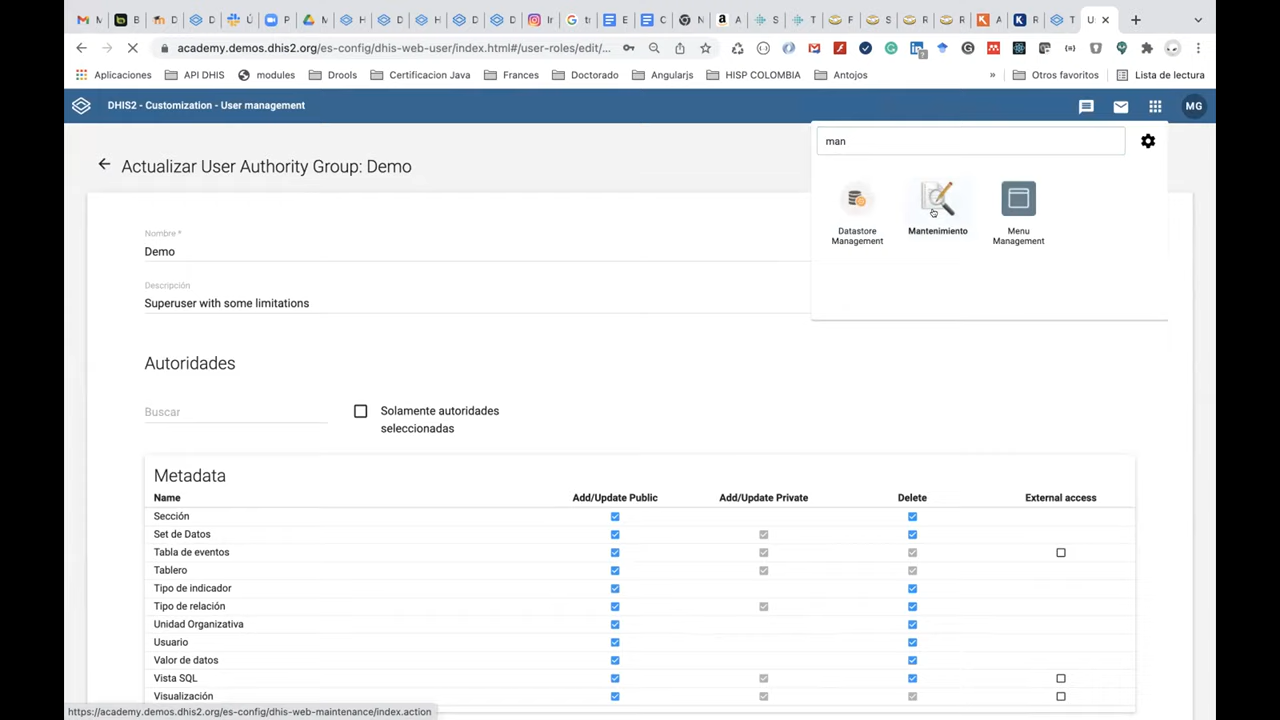 M
B
D
P
M
H
D
H
D
D
Ir
tr
E
C
N
A
S
F
S
R
R
A
R
T
U
academy.demos.dhis2.org/es-config/dhis-web-user/index.html#/user-roles/edit/...
Aplicaciones
API DHIS
modules
Drools
Certificacion Java
Frances
Doctorado
Angularjs
HISP COLOMBIA
Antojos
»
Otros favoritos
Lista de lectura
DHIS2 - Customization - User management
MG
man
Datastore
Management
Mantenimiento
Menu
Management
Actualizar User Authority Group: Demo
Nombre *
Demo
Descripción
Superuser with some limitations
Autoridades
Buscar
Solamente autoridades
seleccionadas
Metadata
Name Add/Update Public Add/Update Private Delete External access
Sección
Set de Datos
Tabla de eventos
Tablero
Tipo de indicador
Tipo de relación
Unidad Organizativa
Usuario
Valor de datos
Vista SQL
Visualización
https://academy.demos.dhis2.org/es-config/dhis-web-maintenance/index.action